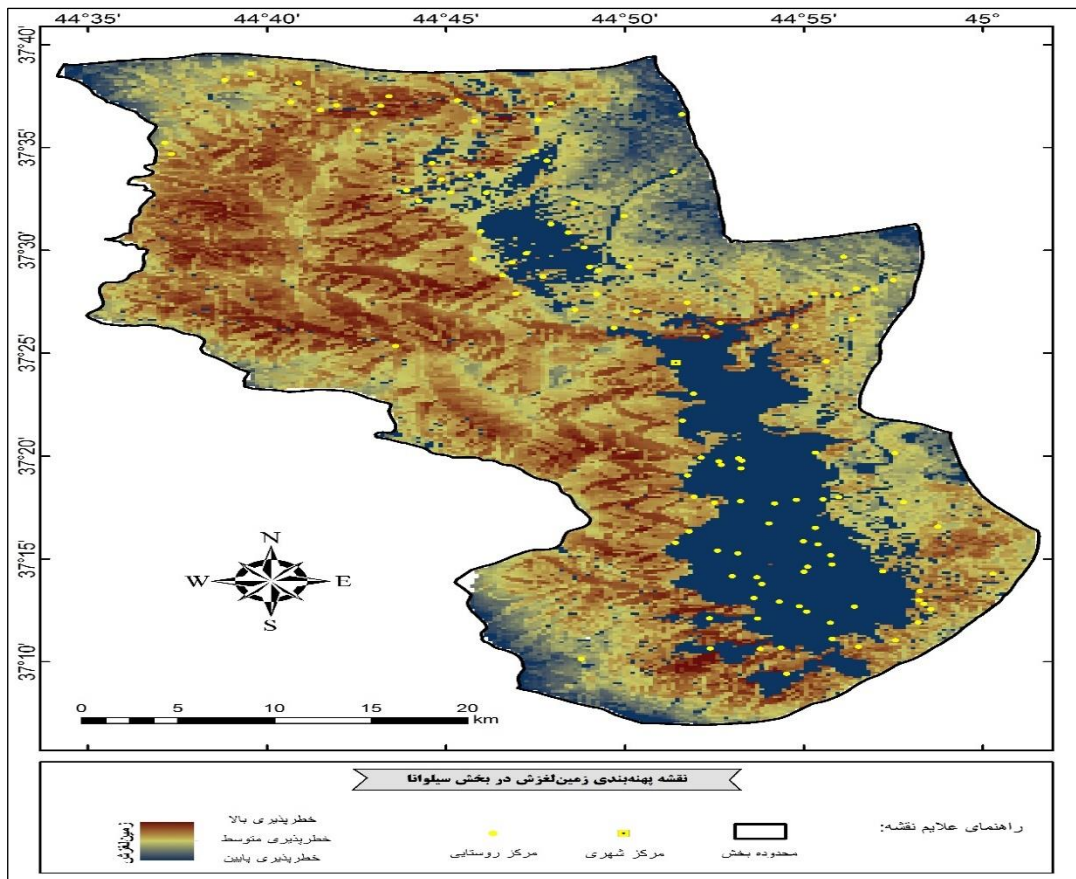 44°35' 44°40' 44°45' 44°50' 44°55' 45°
37°40'
37°35'
37°30'
37°25'
37°20'
37°15'
37°10'
N
W E
S
0 5 10 15 20
km
نقشه پهنه‌بندی زمین‌لغزش در بخش سیلوانا
راهنمای علایم نقشه:
محدوده بخش
مرکز شهری
مرکز روستایی
زمین‌لغزش
خطرپذیری بالا
خطرپذیری متوسط
خطرپذیری پایین